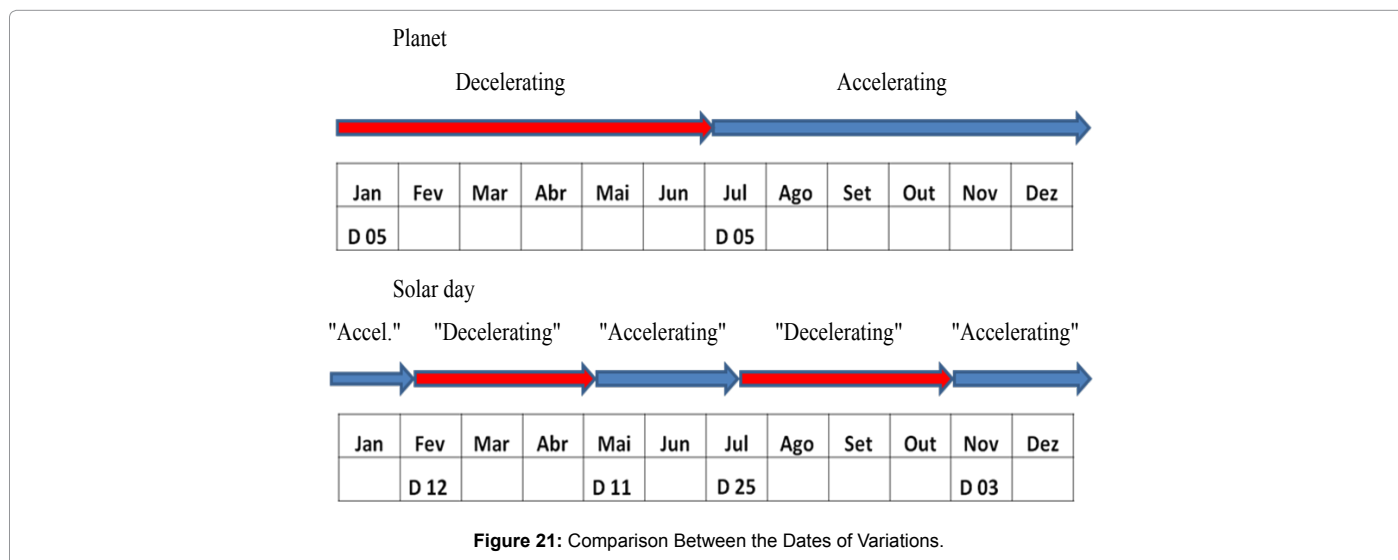 Planet
Decelerating Accelerating
Jan Fev Mar Abr Mai Jun Jul Ago Set Out Nov Dez
D 05 D 05
Solar day
"Accel." "Decelerating" "Accelerating" "Decelerating" "Accelerating"
Jan Fev Mar Abr Mai Jun Jul Ago Set Out Nov Dez
D 12 D 11 D 25 D 03
Figure 21: Comparison Between the Dates of Variations.